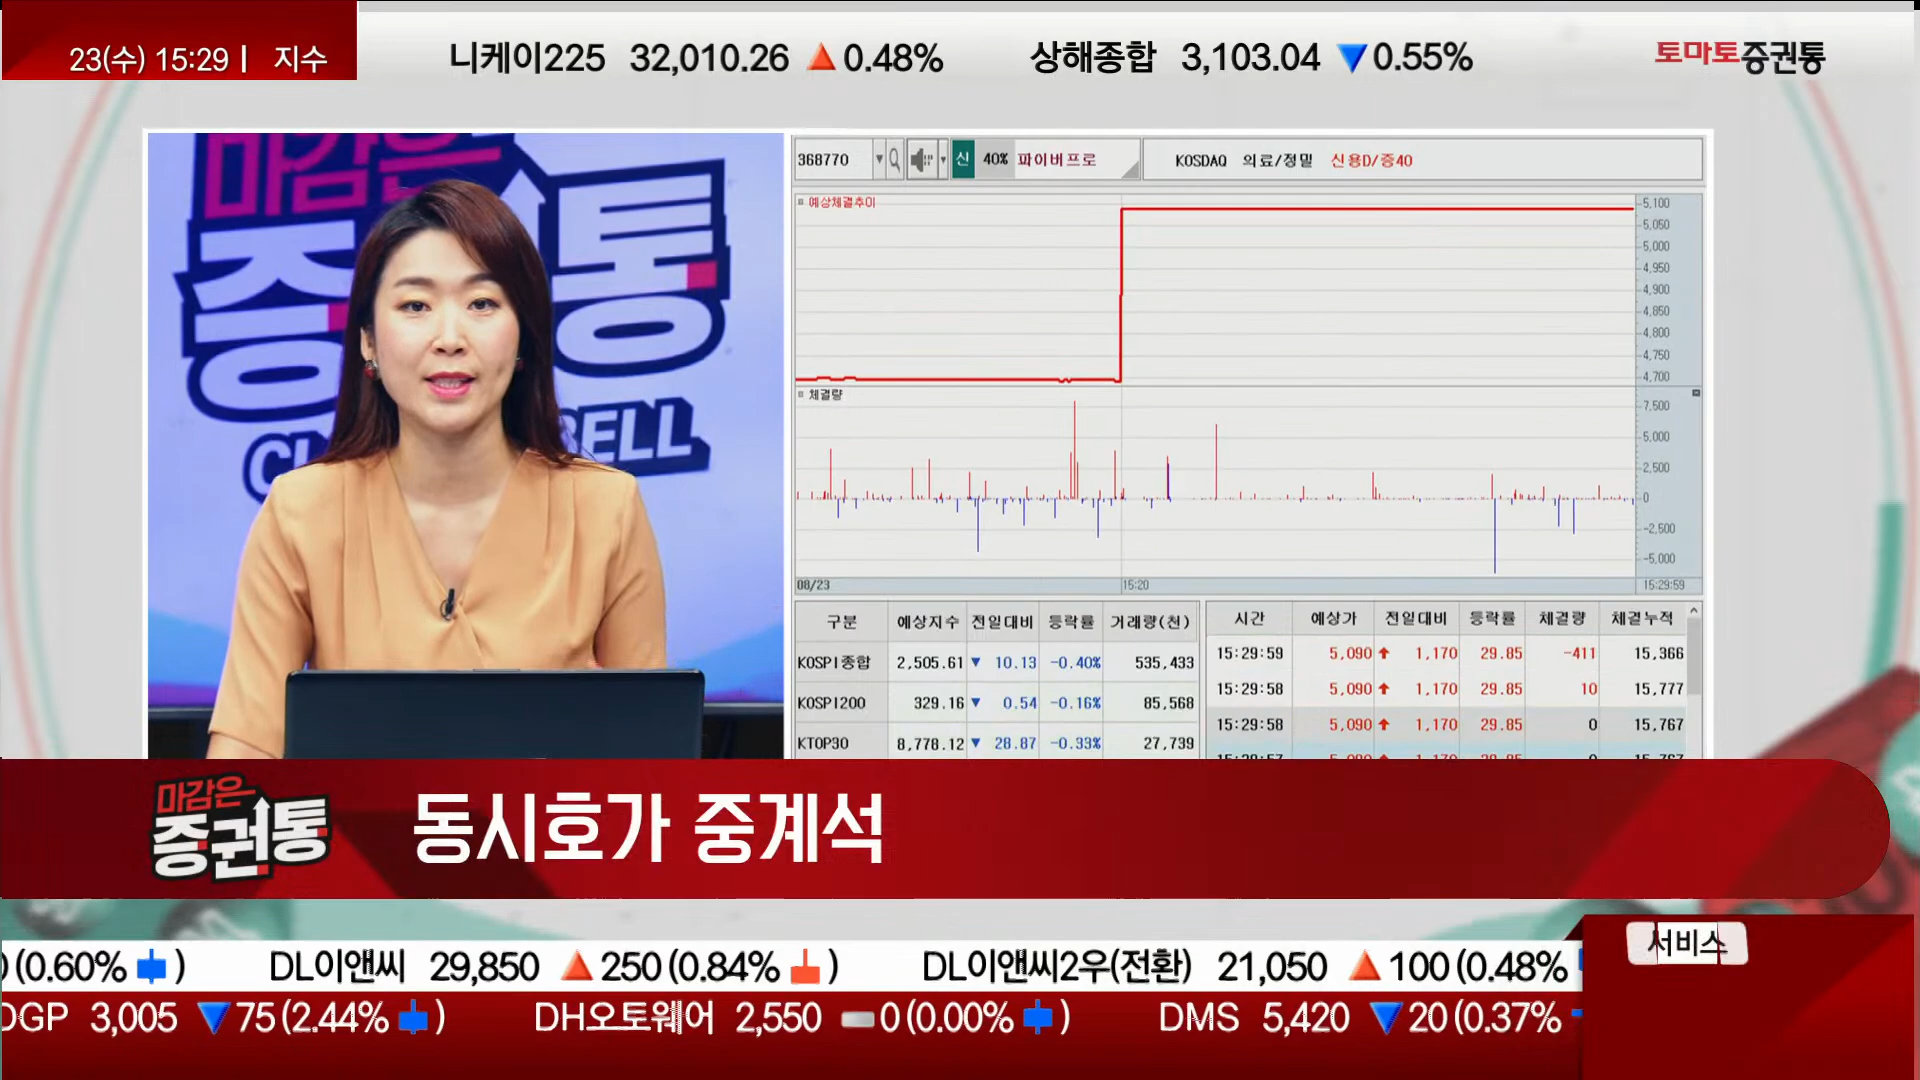 23(수) 15:29 | 지수
니케이225 32,010.26 ▲ 0.48% 상해종합 3,103.04 ▼ 0.55%
토마토증권통
마감은
증 통
BELL
368770 신 40% 파이버프로 KOSDAQ 의료/정밀 신용D/증40
예상체결추이
5,100
5,050
5,000
4,950
4,900
4,850
4,800
4,750
4,700
체결량
7,500
5,000
2,500
0
-2,500
-5,000
08/23 15:20 15:29:59
구분 예상지수 전일대비 등락률 거래량(천)
KOSPI종합 2,505.61 ▼ 10.13 -0.40% 535,433
KOSPI200 329.16 ▼ 0.54 -0.16% 85,568
KTOP30 8,778.12 ▼ 28.87 -0.33% 27,739
시간 예상가 전일대비 등락률 체결량 체결누적
15:29:59 5,090 ↑ 1,170 29.85 -411 15,366
15:29:58 5,090 ↑ 1,170 29.85 10 15,777
15:29:58 5,090 ↑ 1,170 29.85 0 15,767
마감은
증권통
동시호가 중계석
(0.60% ) DL이앤씨 29,850 ▲ 250 (0.84% ) DL이앤씨2우(전환) 21,050 ▲ 100 (0.48%
서비스
DGP 3,005 ▼ 75 (2.44% ) DH오토웨어 2,550 0 (0.00% ) DMS 5,420 ▼ 20 (0.37%